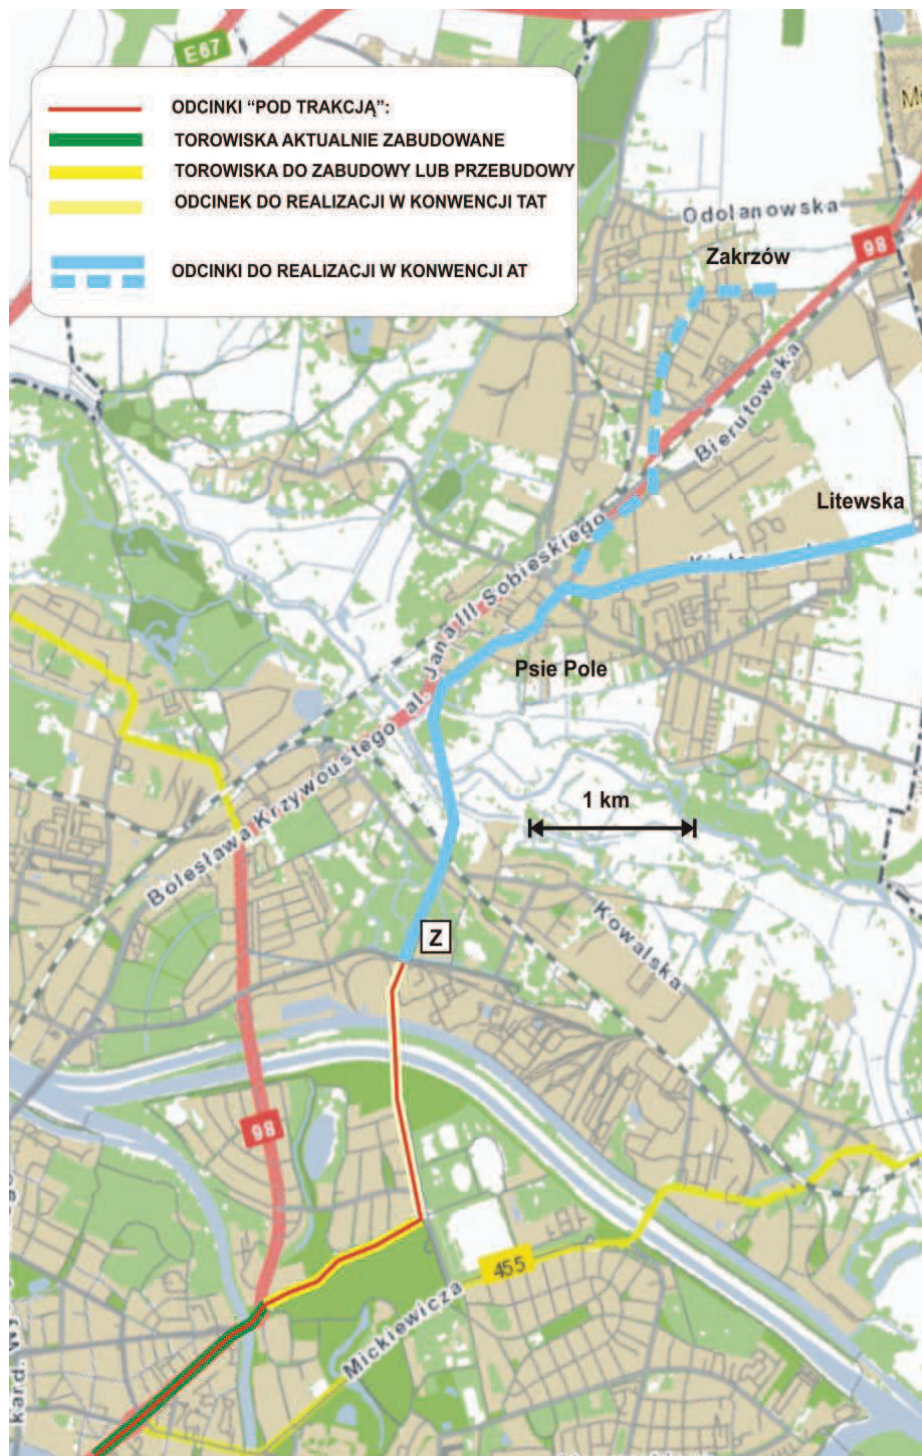 E67
ODCINKI “POD TRAKCJĄ”:
TOROWISKA AKTUALNIE ZABUDOWANE
TOROWISKA DO ZABUDOWY LUB PRZEBUDOWY
ODCINEK DO REALIZACJI W KONWENCJI TAT
ODCINKI DO REALIZACJI W KONWENCJI AT
Odolanowska
Zakrzów
98
Bierutowska
Litewska
al. Jana III Sobieskiego
Psie Pole
Bolesława Krzywoustego
1 km
Z
Kowalska
98
455
Mickiewicza
kard.